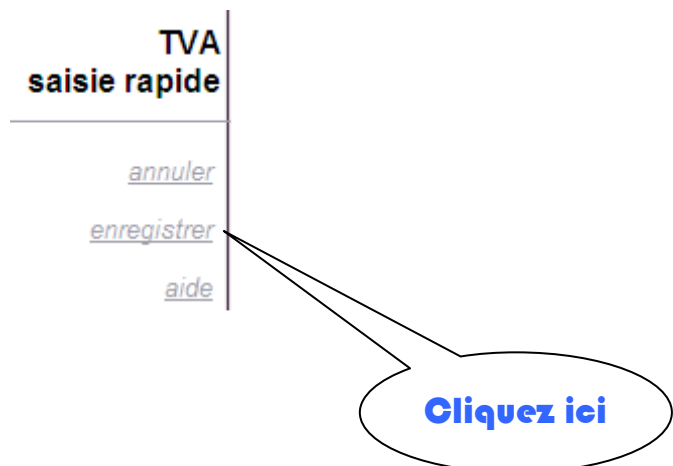 TVA
saisie rapide
annuler
enregistrer
aide
Cliquez ici